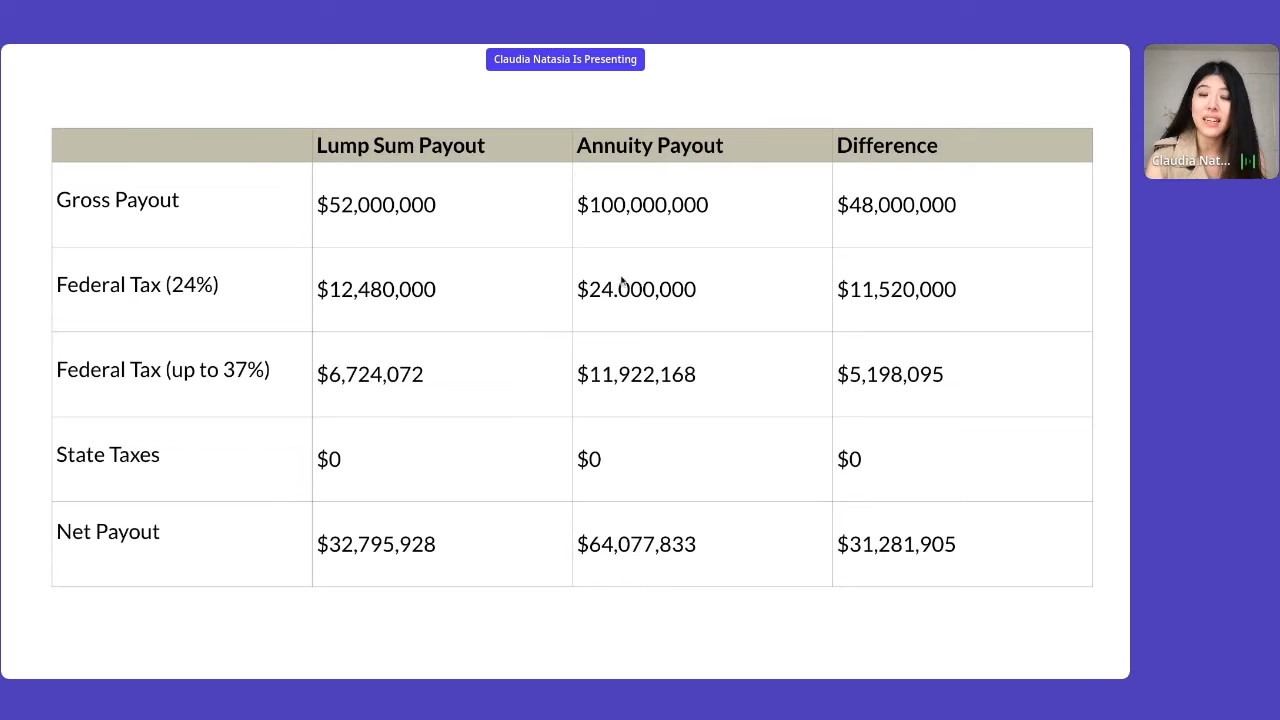 Claudia Natasia Is Presenting
Lump Sum Payout Annuity Payout Difference
Gross Payout $52,000,000 $100,000,000 $48,000,000
Federal Tax (24%) $12,480,000 $24.000,000 $11,520,000
Federal Tax (up to 37%) $6,724,072 $11,922,168 $5,198,095
State Taxes $0 $0 $0
Net Payout $32,795,928 $64,077,833 $31,281,905
Claudia Nat...